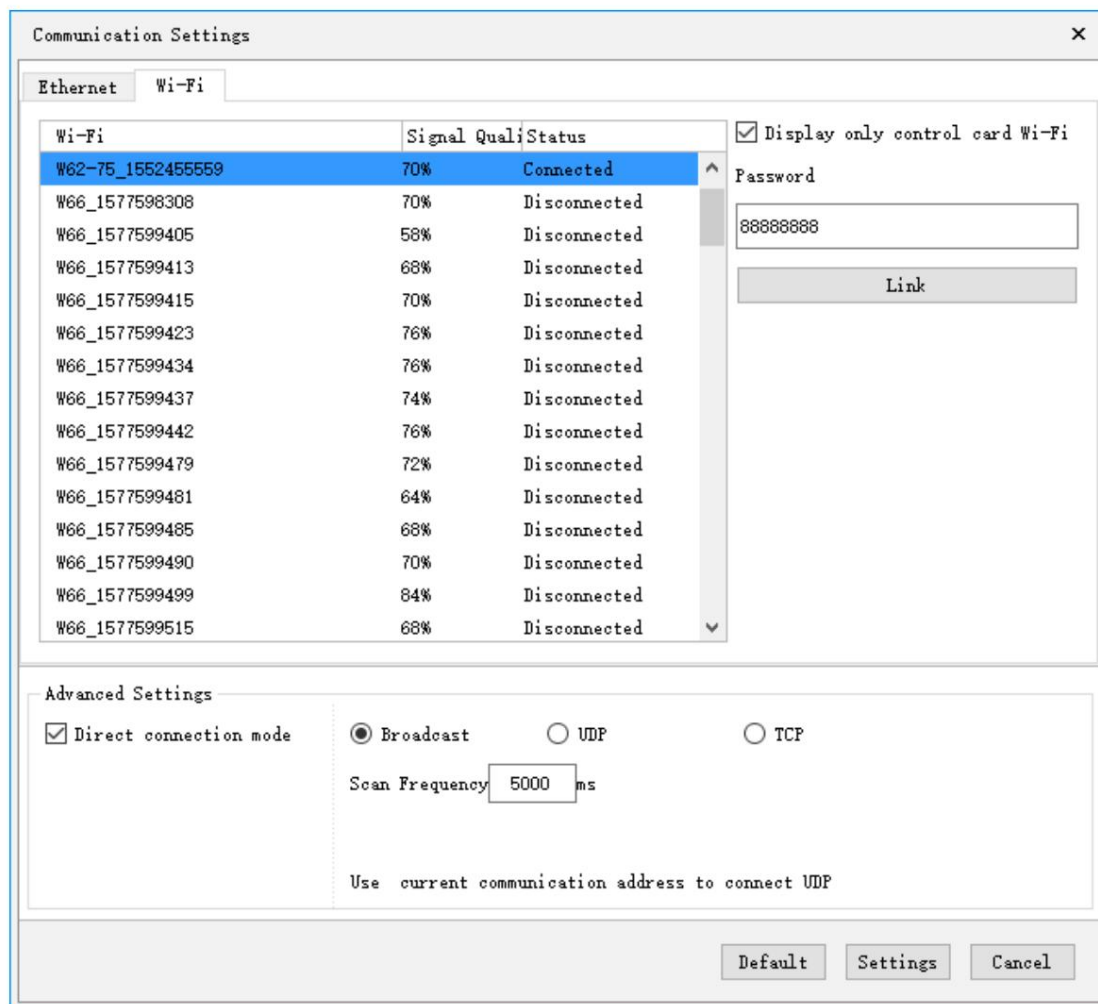 Communication Settings
Ethernet Wi-Fi
Wi-Fi Signal Quali Status
W62-75_1552455559 70% Connected
W66_1577598308 70% Disconnected
W66_1577599405 58% Disconnected
W66_1577599413 68% Disconnected
W66_1577599415 70% Disconnected
W66_1577599423 76% Disconnected
W66_1577599434 76% Disconnected
W66_1577599437 74% Disconnected
W66_1577599442 76% Disconnected
W66_1577599479 72% Disconnected
W66_1577599481 64% Disconnected
W66_1577599485 68% Disconnected
W66_1577599490 70% Disconnected
W66_1577599499 84% Disconnected
W66_1577599515 68% Disconnected
Display only control card Wi-Fi
Password
88888888
Link
Advanced Settings
Direct connection mode
Broadcast UDP TCP
Scan Frequency 5000 ms
Use current communication address to connect UDP
Default Settings Cancel